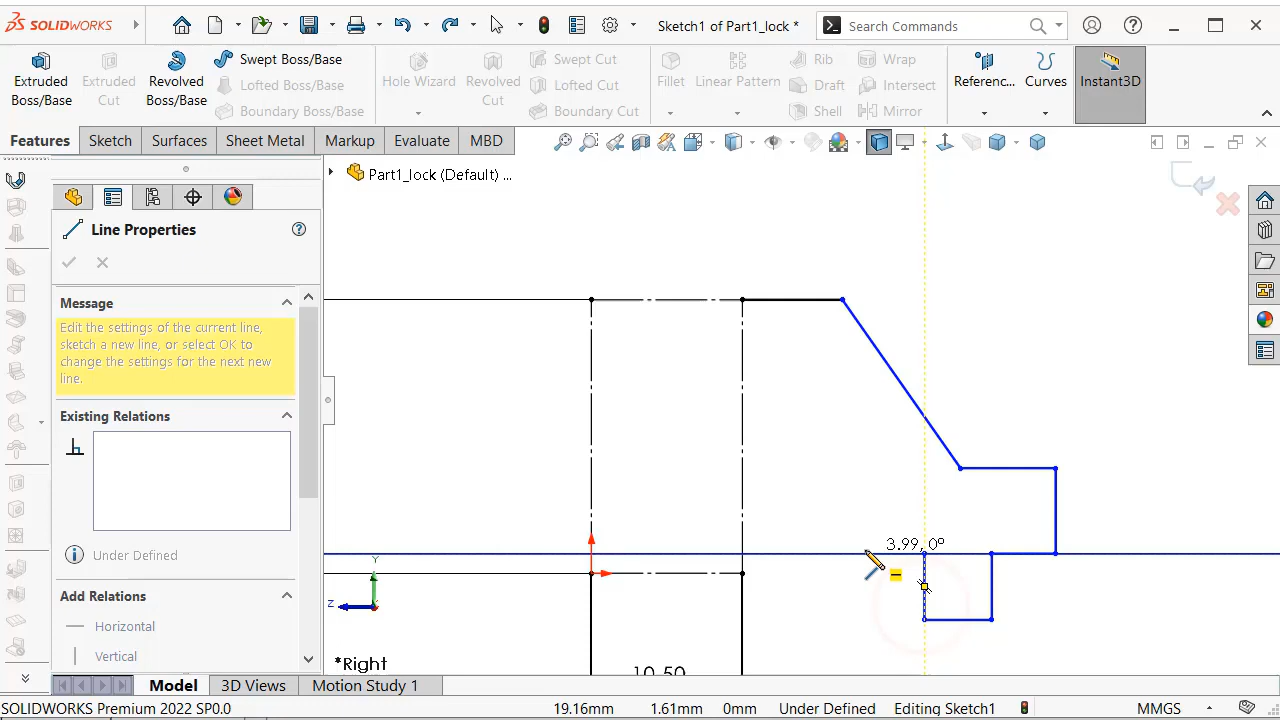 SOLIDWORKS
Sketch1 of Part1_lock *
Search Commands
Extruded Boss/Base
Extruded Cut
Revolved Boss/Base
Swept Boss/Base
Lofted Boss/Base
Boundary Boss/Base
Hole Wizard
Revolved Cut
Swept Cut
Lofted Cut
Boundary Cut
Fillet
Linear Pattern
Rib
Draft
Shell
Wrap
Intersect
Mirror
Referenc...
Curves
Instant3D
Features
Sketch
Surfaces
Sheet Metal
Markup
Evaluate
MBD
Part1_lock (Default) ...
Line Properties
Message
Edit the settings of the current line,
sketch a new line, or select OK to
change the settings for the next new
line.
Existing Relations
Under Defined
Add Relations
Horizontal
Vertical
3.99, 0°
Y
Z
*Right
10.50
Model
3D Views
Motion Study 1
SOLIDWORKS Premium 2022 SP0.0
19.16mm
1.61mm
0mm
Under Defined
Editing Sketch1
MMGS